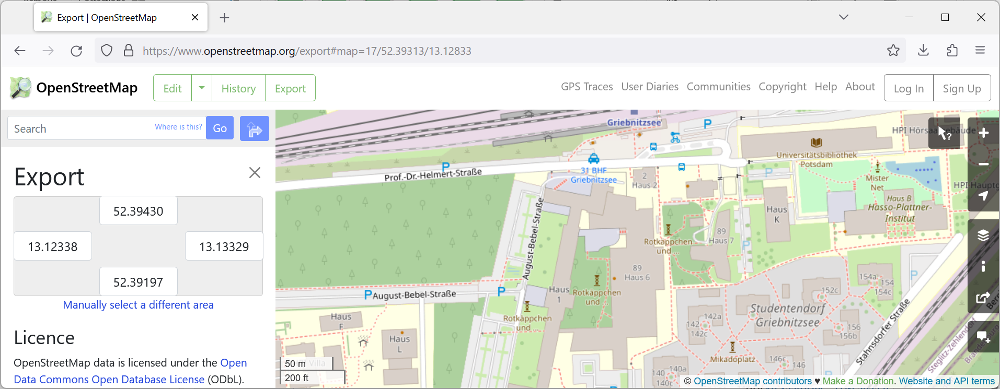 Export | OpenStreetMap
https://www.openstreetmap.org/export#map=17/52.39313/13.12833
OpenStreetMap
Edit
History
Export
GPS Traces
User Diaries
Communities
Copyright
Help
About
Log In
Sign Up
Search
Where is this?
Go
Export
52.39430
13.12338
13.13329
52.39197
Manually select a different area
Licence
OpenStreetMap data is licensed under the Open
Data Commons Open Database License (ODbL).
Griebnitzsee
P
HPI Hörsaalgebäude
Universitätsbibliothek
Potsdam
P
Prof.-Dr.-Helmert-Straße
31 BHF
Griebnitzsee
2
Haus 2
P
Mister
Net
HPI Hauptg
Haus B
Hasso-Plattner-
Institut
Haus
K
August-Bebel-Straße
89
Haus 7
Rotkäppchen
und ...
P
89
Haus 6
Haus
1
Rotkäppchen
und ...
P
August-Bebel-Straße
P
Rotkäppchen
und ...
154a
154
154c
P
152c
Studentendorf
Griebnitzsee
142a
142
142c
156
156b
Stahnsdorfer Straße
Haus
F
Haus
L
Villa
Mikadoplatz
146c
146
140
140a
140c
P
Steglitz-Zehlendorf
50 m
200 ft
© OpenStreetMap contributors ♥ Make a Donation. Website and API terms